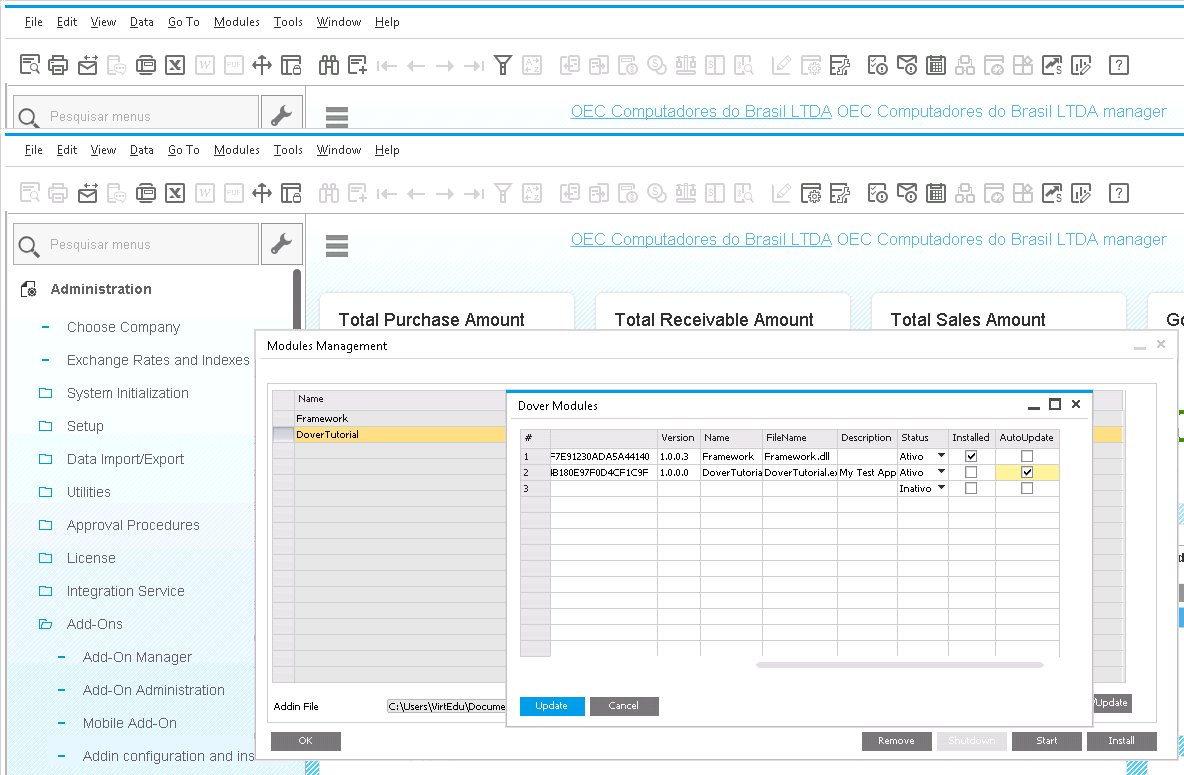 File Edit View Data Go To Modules Tools Window Help
Pesquisar menus
OEC Computadores do Brasil LTDA OEC Computadores do Brasil LTDA manager
File Edit View Data Go To Modules Tools Window Help
Pesquisar menus
OEC Computadores do Brasil LTDA OEC Computadores do Brasil LTDA manager
Administration
Choose Company
Exchange Rates and Indexes
System Initialization
Setup
Data Import/Export
Utilities
Approval Procedures
License
Integration Service
Add-Ons
Add-On Manager
Add-On Administration
Mobile Add-On
Addin configuration and ins
Total Purchase Amount
Total Receivable Amount
Total Sales Amount
Modules Management
Name
Framework
DoverTutorial
Addin File
C:\Users\VirtEdu\Docume
/Update
OK
Remove Shutdown Start Install
Dover Modules
# Version Name FileName Description Status Installed AutoUpdate
1 F7E91230ADA5A44140 1.0.0.3 Framework Framework.dll Ativo
2 4B180E97F0D4CF1C9F 1.0.0.0 DoverTutoria DoverTutorial.ex My Test App Ativo
3 Inativo
Update Cancel